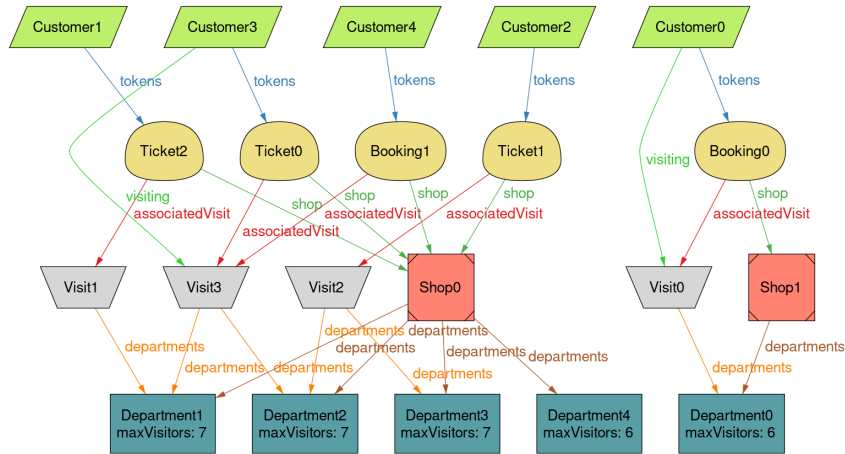 Customer1
Customer3
Customer4
Customer2
Customer0
tokens
tokens
tokens
tokens
tokens
Ticket2
Ticket0
Booking1
Ticket1
Booking0
visiting
visiting
shop
shop
shop
shop
shop
associatedVisit
associatedVisit
associatedVisit
associatedVisit
associatedVisit
Visit1
Visit3
Visit2
Shop0
Visit0
Shop1
departments
departments
departments
departments
departments
departments
departments
departments
departments
departments
departments
Department1
maxVisitors: 7
Department2
maxVisitors: 7
Department3
maxVisitors: 7
Department4
maxVisitors: 6
Department0
maxVisitors: 6